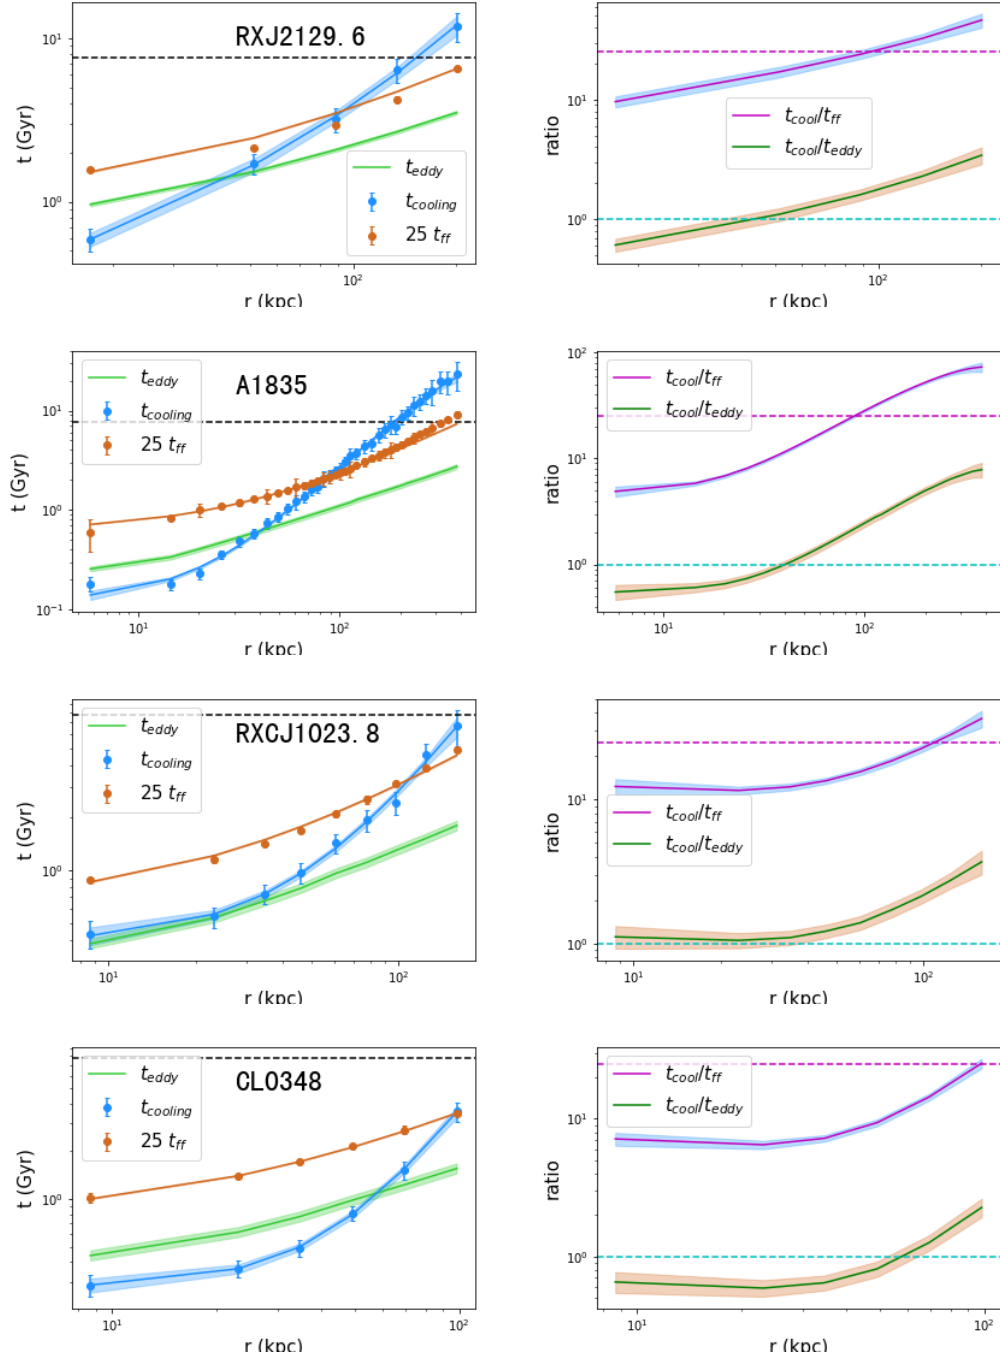 RXJ2129.6
t (Gyr)
10¹
10⁰
t_eddy
t_cooling
25 t_ff
10²
r (kpc)
ratio
10¹
10⁰
t_cool/t_ff
t_cool/t_eddy
10²
r (kpc)
A1835
t (Gyr)
10¹
10⁰
10⁻¹
t_eddy
t_cooling
25 t_ff
10¹ 10²
r (kpc)
ratio
10²
10¹
10⁰
t_cool/t_ff
t_cool/t_eddy
10¹ 10²
r (kpc)
RXCJ1023.8
t (Gyr)
10⁰
t_eddy
t_cooling
25 t_ff
10¹ 10²
r (kpc)
ratio
10¹
10⁰
t_cool/t_ff
t_cool/t_eddy
10¹ 10²
r (kpc)
CL0348
t (Gyr)
10⁰
t_eddy
t_cooling
25 t_ff
10¹ 10²
r (kpc)
ratio
10¹
10⁰
t_cool/t_ff
t_cool/t_eddy
10¹ 10²
r (kpc)